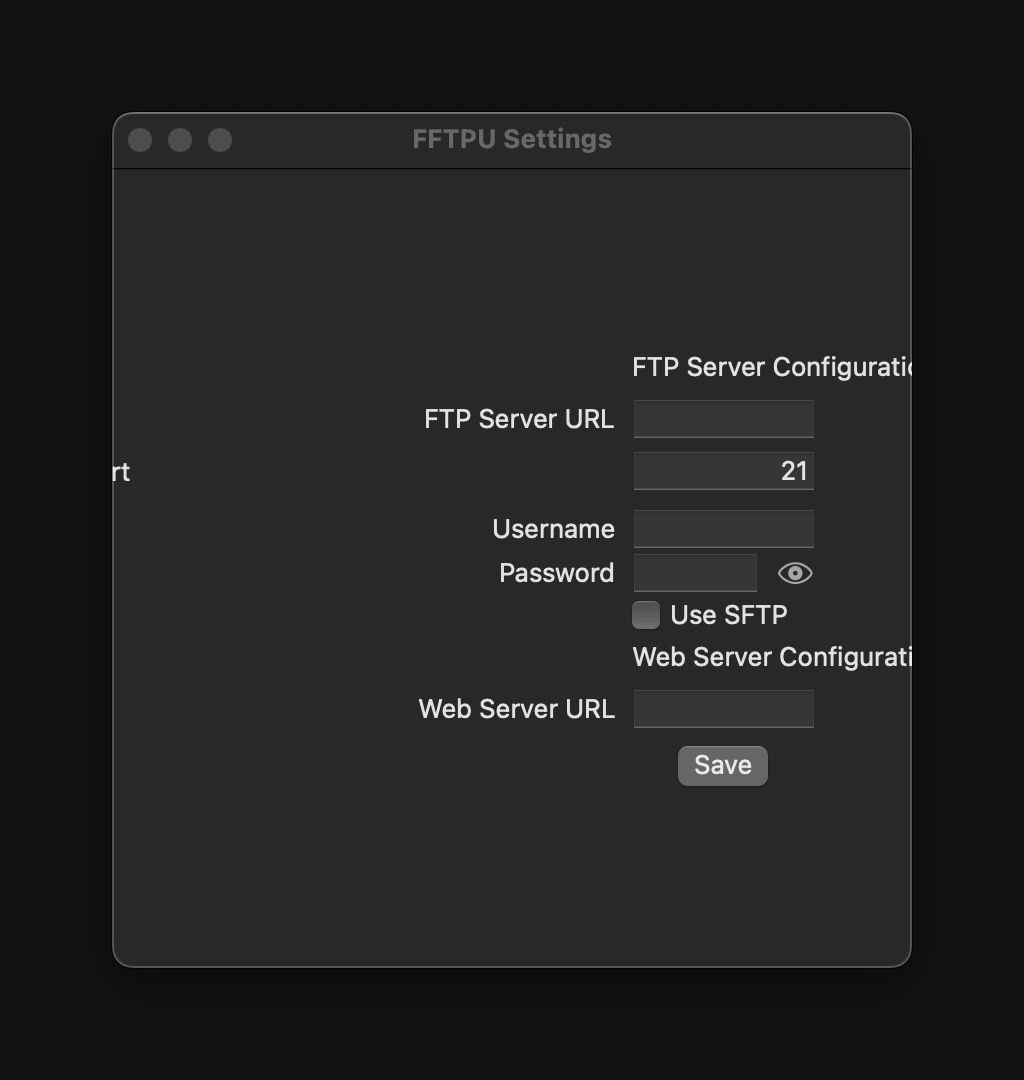 FFTPU Settings
FTP Server Configuratio
FTP Server URL
rt 21
Username
Password
Use SFTP
Web Server Configurati
Web Server URL
Save